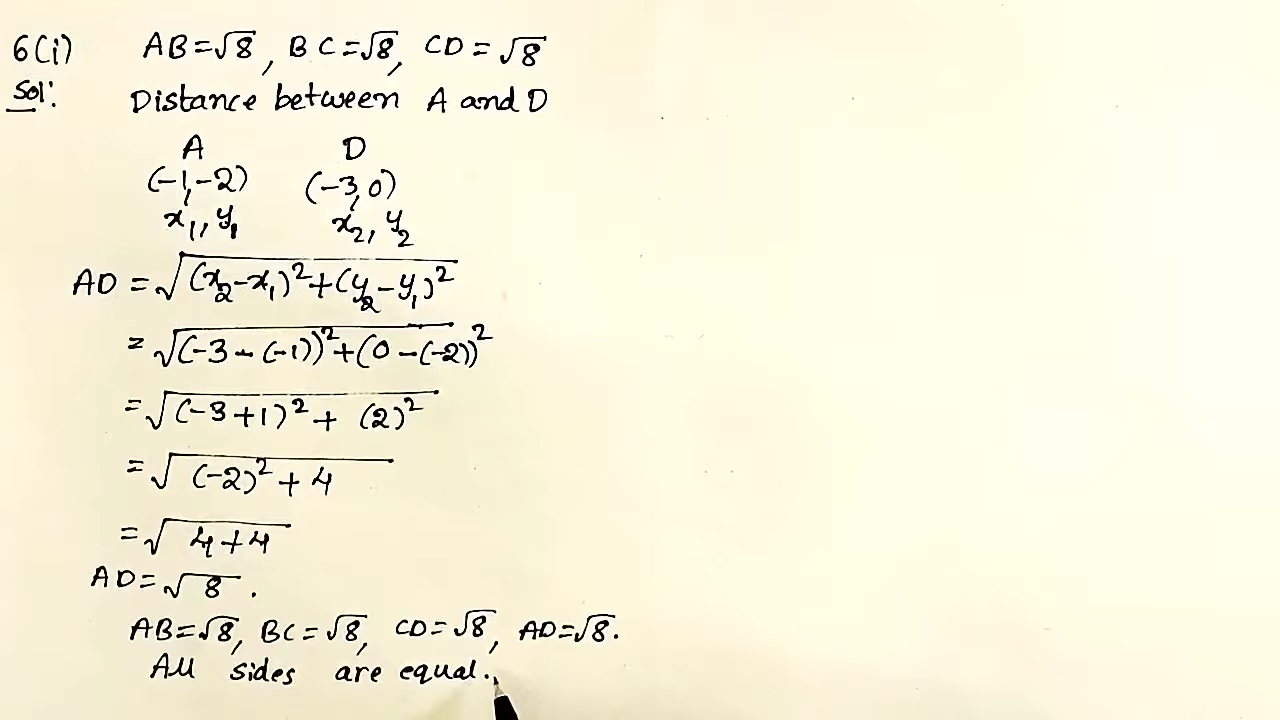 6(i) AB=√8, BC=√8, CD=√8
Sol: Distance between A and D
A D
(-1,-2) (-3,0)
x₁, y₁ x₂, y₂
AD = √(x₂-x₁)²+(y₂-y₁)²
= √(-3-(-1))²+(0-(-2))²
= √(-3+1)²+ (2)²
= √(-2)²+4
= √4+4
AD=√8.
AB=√8, BC=√8, CD=√8, AD=√8.
All sides are equal.